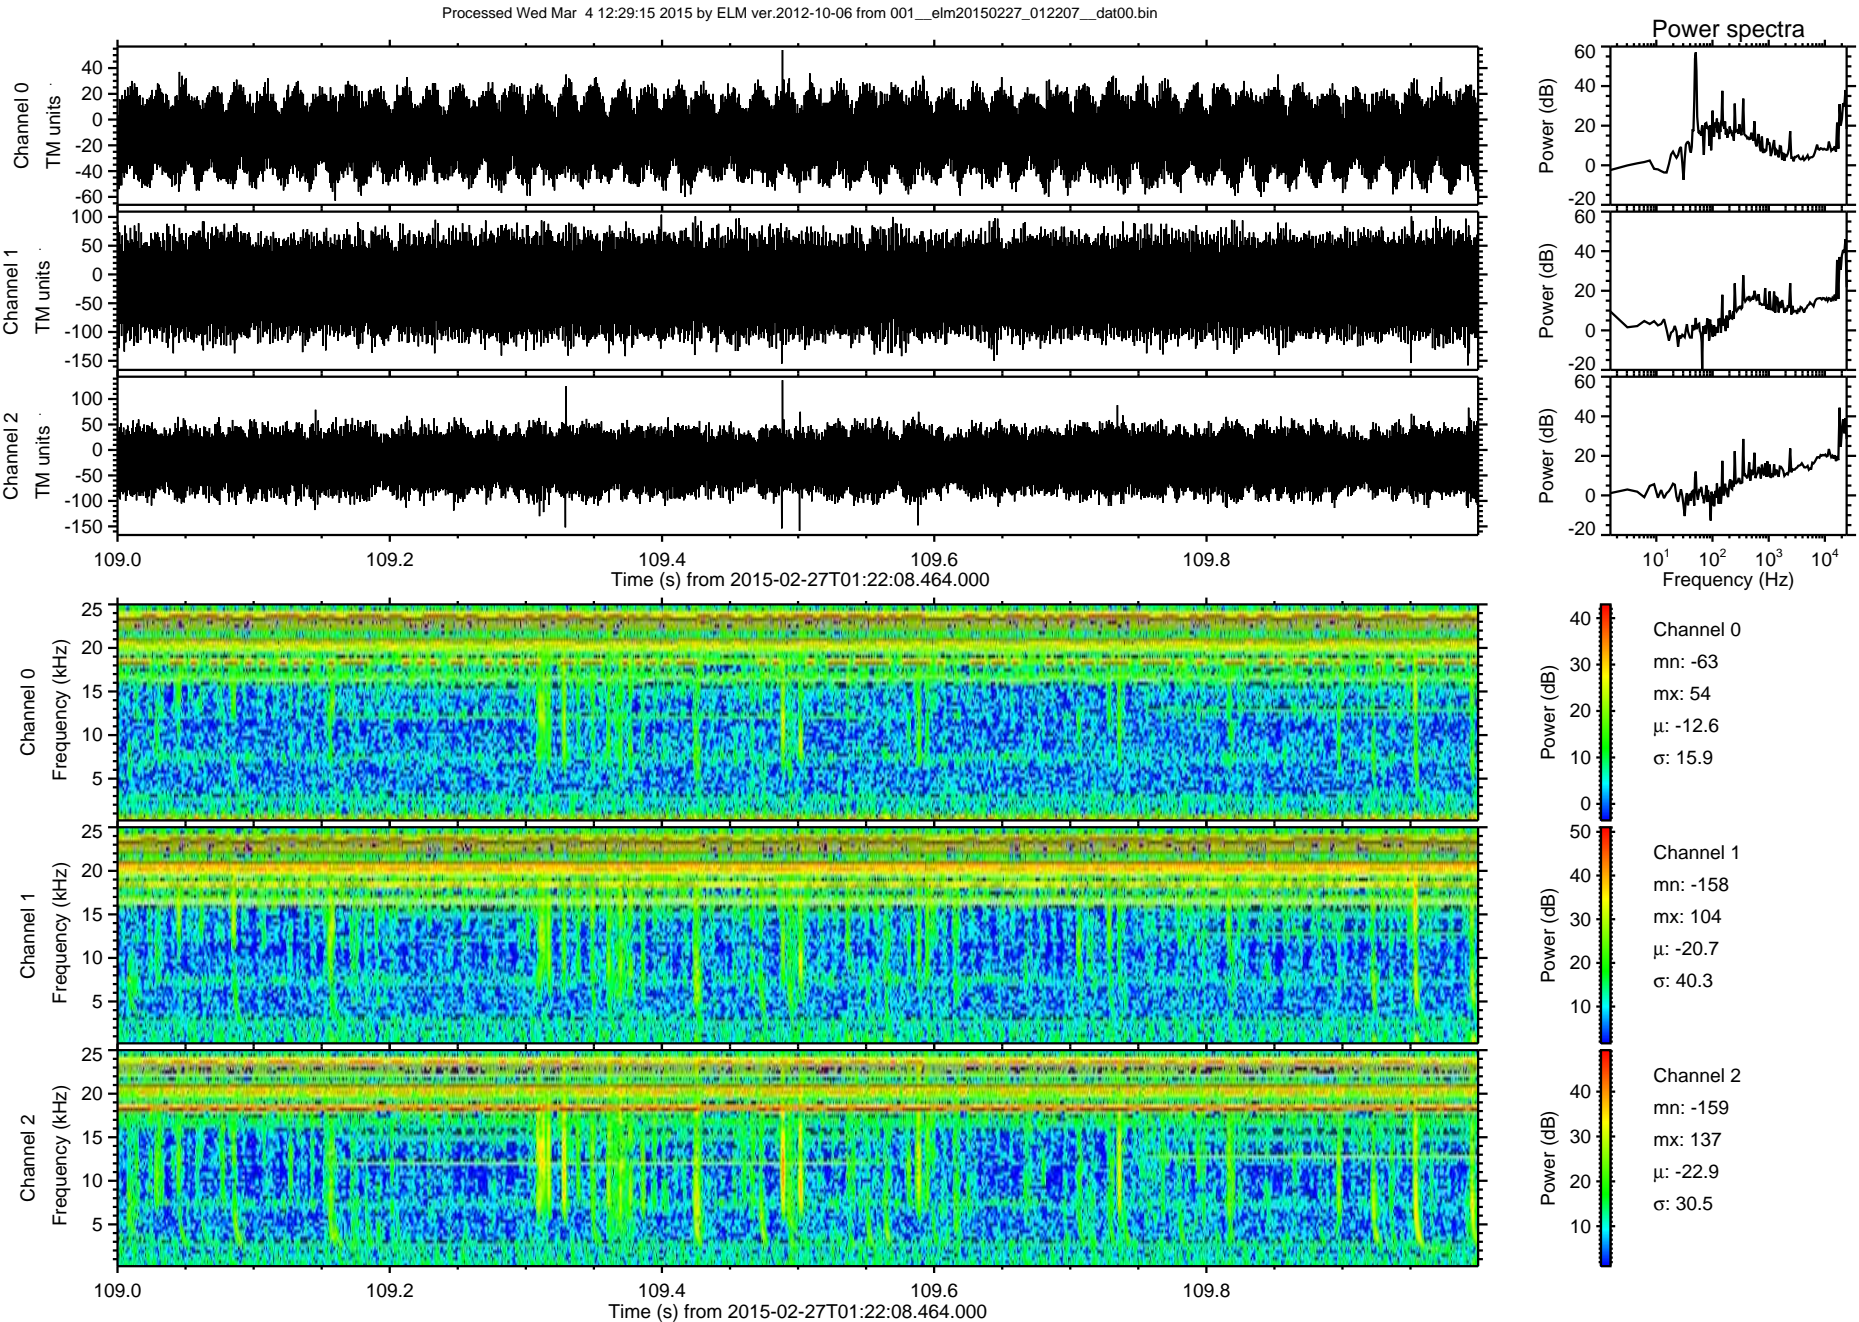 Processed Wed Mar 4 12:29:15 2015 by ELM ver.2012-10-06 from 001__elm20150227_012207__dat00.bin
Power spectra
Channel 0
TM units
40
20
0
-20
-40
-60
Power (dB)
60
40
20
0
-20
Channel 1
TM units
100
50
0
-50
-100
-150
Power (dB)
60
40
20
0
-20
Channel 2
TM units
100
50
0
-50
-100
-150
Power (dB)
60
40
20
0
-20
109.0 109.2 109.4 109.6 109.8
Time (s) from 2015-02-27T01:22:08.464.000
10¹ 10² 10³ 10⁴
Frequency (Hz)
Channel 0
Frequency (kHz)
25
20
15
10
5
Power (dB)
40
30
20
10
0
Channel 0
mn: -63
mx: 54
μ: -12.6
σ: 15.9
Channel 1
Frequency (kHz)
25
20
15
10
5
Power (dB)
50
40
30
20
10
Channel 1
mn: -158
mx: 104
μ: -20.7
σ: 40.3
Channel 2
Frequency (kHz)
25
20
15
10
5
Power (dB)
40
30
20
10
Channel 2
mn: -159
mx: 137
μ: -22.9
σ: 30.5
109.0 109.2 109.4 109.6 109.8
Time (s) from 2015-02-27T01:22:08.464.000